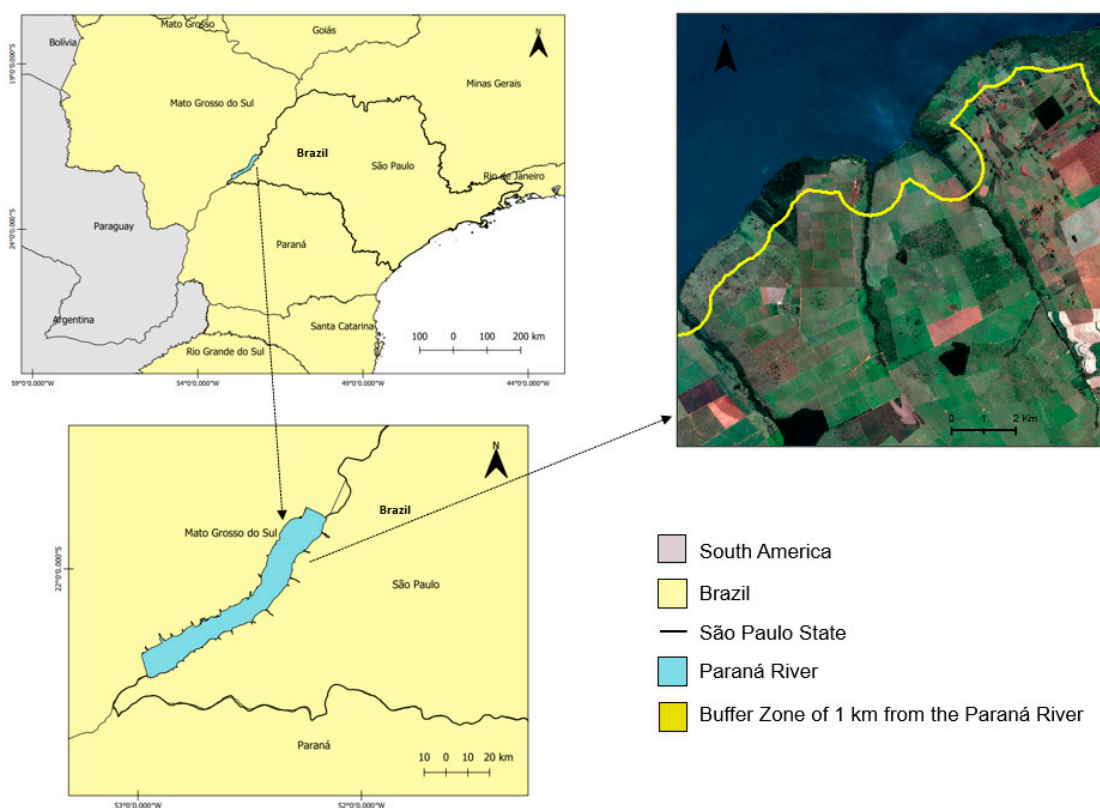 Mato Grosso
Goiás
Bolívia
N
19°0'0.000"S
Minas Gerais
Mato Grosso do Sul
Brazil
São Paulo
Rio de Janeiro
Paraguay
24°0'0.000"S
Paraná
Argentina
Santa Catarina
100 0 100 200 km
Rio Grande do Sul
59°0'0.000"W 54°0'0.000"W 49°0'0.000"W 44°0'0.000"W
N
0 1 2 Km
N
Brazil
Mato Grosso do Sul
22°0'0.000"S
São Paulo
Paraná
10 0 10 20 km
53°0'0.000"W 52°0'0.000"W
South America
Brazil
São Paulo State
Paraná River
Buffer Zone of 1 km from the Paraná River